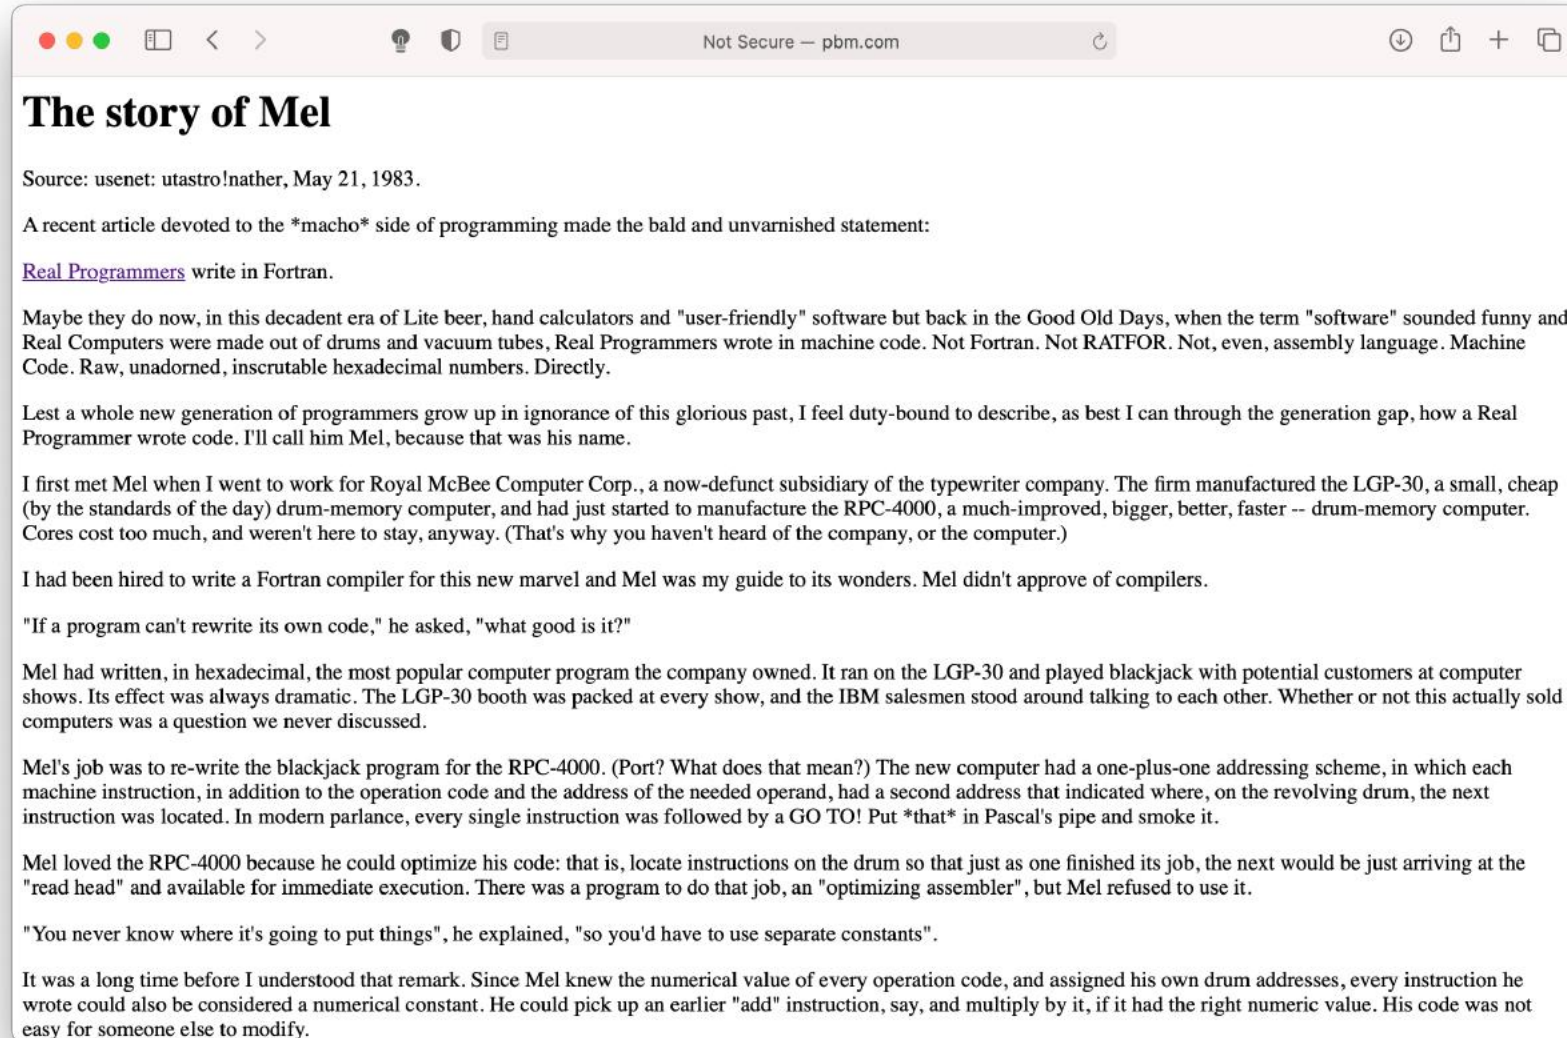 Not Secure — pbm.com
The story of Mel
Source: usenet: utastro!nather, May 21, 1983.
A recent article devoted to the *macho* side of programming made the bald and unvarnished statement:
Real Programmers write in Fortran.
Maybe they do now, in this decadent era of Lite beer, hand calculators and "user-friendly" software but back in the Good Old Days, when the term "software" sounded funny and
Real Computers were made out of drums and vacuum tubes, Real Programmers wrote in machine code. Not Fortran. Not RATFOR. Not, even, assembly language. Machine
Code. Raw, unadorned, inscrutable hexadecimal numbers. Directly.
Lest a whole new generation of programmers grow up in ignorance of this glorious past, I feel duty-bound to describe, as best I can through the generation gap, how a Real
Programmer wrote code. I'll call him Mel, because that was his name.
I first met Mel when I went to work for Royal McBee Computer Corp., a now-defunct subsidiary of the typewriter company. The firm manufactured the LGP-30, a small, cheap
(by the standards of the day) drum-memory computer, and had just started to manufacture the RPC-4000, a much-improved, bigger, better, faster -- drum-memory computer.
Cores cost too much, and weren't here to stay, anyway. (That's why you haven't heard of the company, or the computer.)
I had been hired to write a Fortran compiler for this new marvel and Mel was my guide to its wonders. Mel didn't approve of compilers.
"If a program can't rewrite its own code," he asked, "what good is it?"
Mel had written, in hexadecimal, the most popular computer program the company owned. It ran on the LGP-30 and played blackjack with potential customers at computer
shows. Its effect was always dramatic. The LGP-30 booth was packed at every show, and the IBM salesmen stood around talking to each other. Whether or not this actually sold
computers was a question we never discussed.
Mel's job was to re-write the blackjack program for the RPC-4000. (Port? What does that mean?) The new computer had a one-plus-one addressing scheme, in which each
machine instruction, in addition to the operation code and the address of the needed operand, had a second address that indicated where, on the revolving drum, the next
instruction was located. In modern parlance, every single instruction was followed by a GO TO! Put *that* in Pascal's pipe and smoke it.
Mel loved the RPC-4000 because he could optimize his code: that is, locate instructions on the drum so that just as one finished its job, the next would be just arriving at the
"read head" and available for immediate execution. There was a program to do that job, an "optimizing assembler", but Mel refused to use it.
"You never know where it's going to put things", he explained, "so you'd have to use separate constants".
It was a long time before I understood that remark. Since Mel knew the numerical value of every operation code, and assigned his own drum addresses, every instruction he
wrote could also be considered a numerical constant. He could pick up an earlier "add" instruction, say, and multiply by it, if it had the right numeric value. His code was not
easy for someone else to modify.